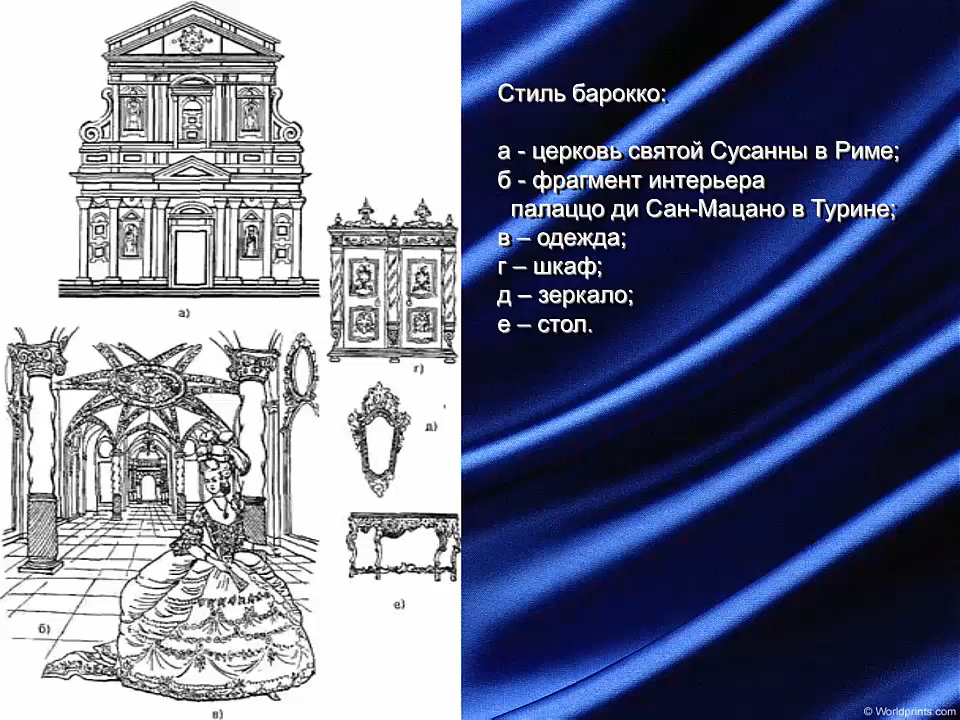 Стиль барокко:
а - церковь святой Сусанны в Риме;
б - фрагмент интерьера
палаццо ди Сан-Мацано в Турине;
в – одежда;
г – шкаф;
д – зеркало;
е – стол.
а)
г)
д)
е)
б)
в)
© Worldprints.com